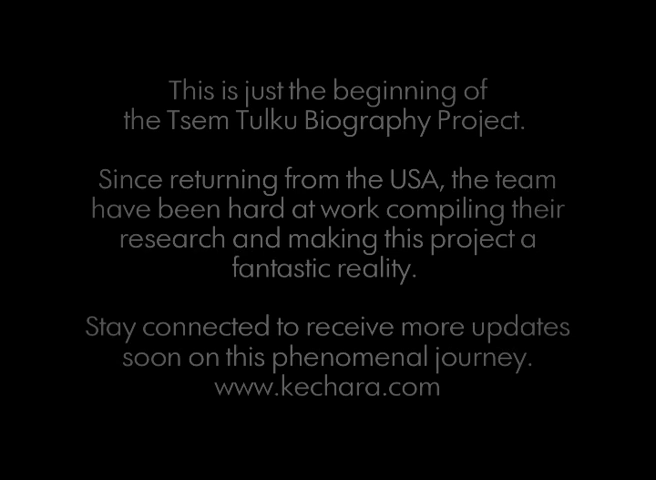 This is just the beginning of
the Tsem Tulku Biography Project.
Since returning from the USA, the team
have been hard at work compiling their
research and making this project a
fantastic reality.
Stay connected to receive more updates
soon on this phenomenal journey.
www.kechara.com